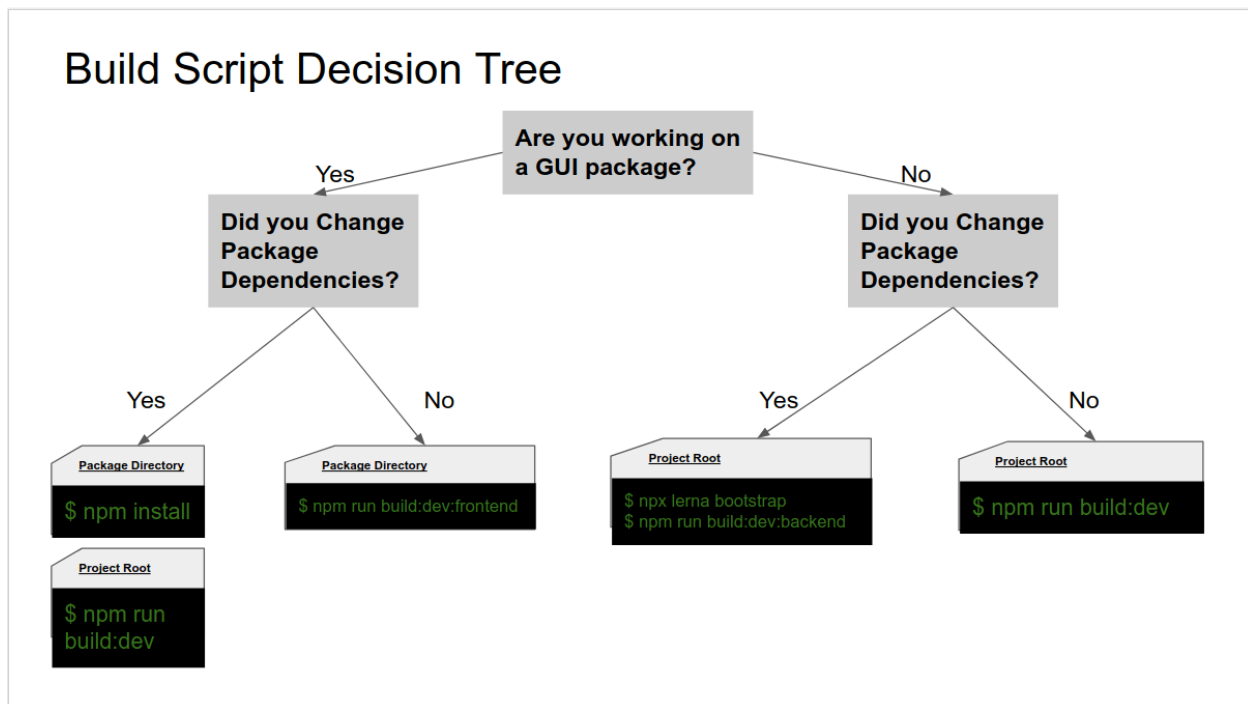 Build Script Decision Tree
Are you working on
a GUI package?
Yes
No
Did you Change
Package
Dependencies?
Did you Change
Package
Dependencies?
Yes
No
Yes
No
Package Directory
$ npm install
Package Directory
$ npm run build:dev:frontend
Project Root
$ npx lerna bootstrap
$ npm run build:dev:backend
Project Root
$ npm run build:dev
Project Root
$ npm run
build:dev